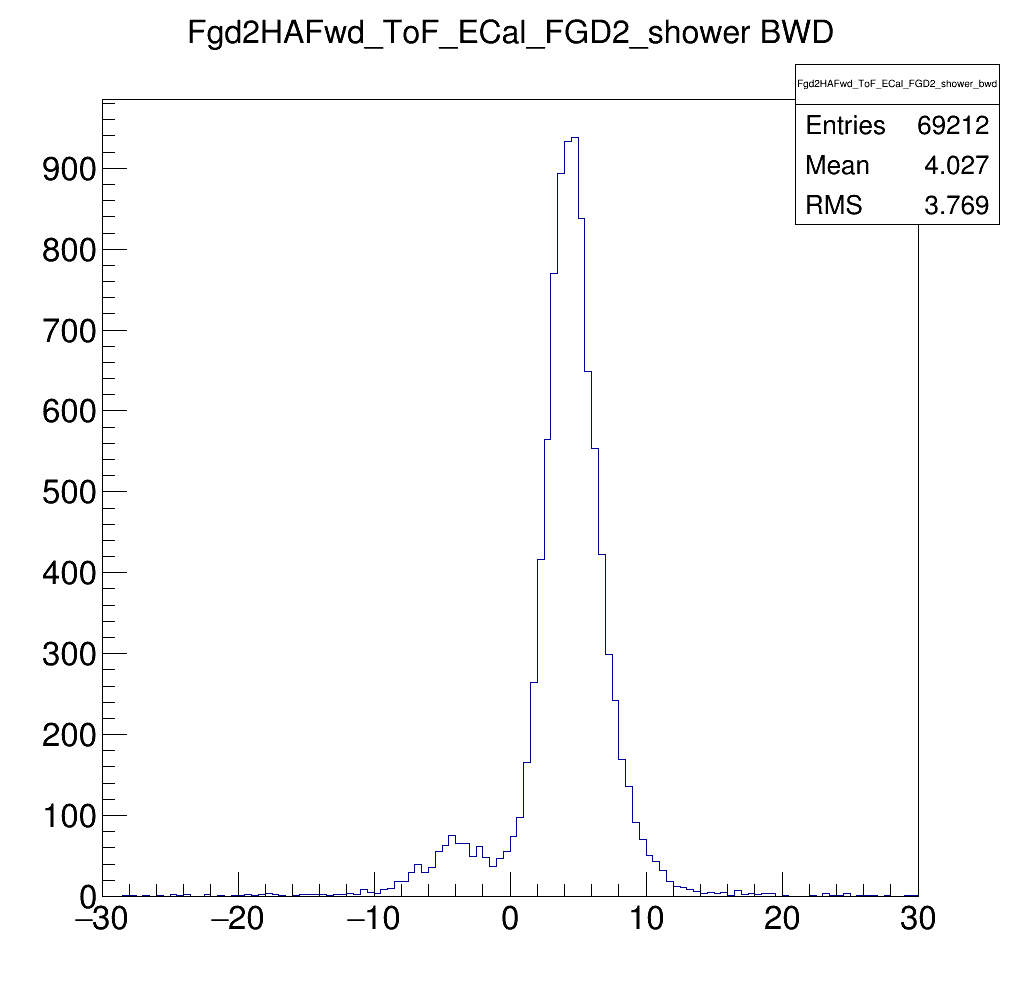 Fgd2HAFwd_ToF_ECal_FGD2_shower BWD
Fgd2HAFwd_ToF_ECal_FGD2_shower_bwd
Entries 69212
Mean 4.027
RMS 3.769
900
800
700
600
500
400
300
200
100
0
−30 −20 −10 0 10 20 30